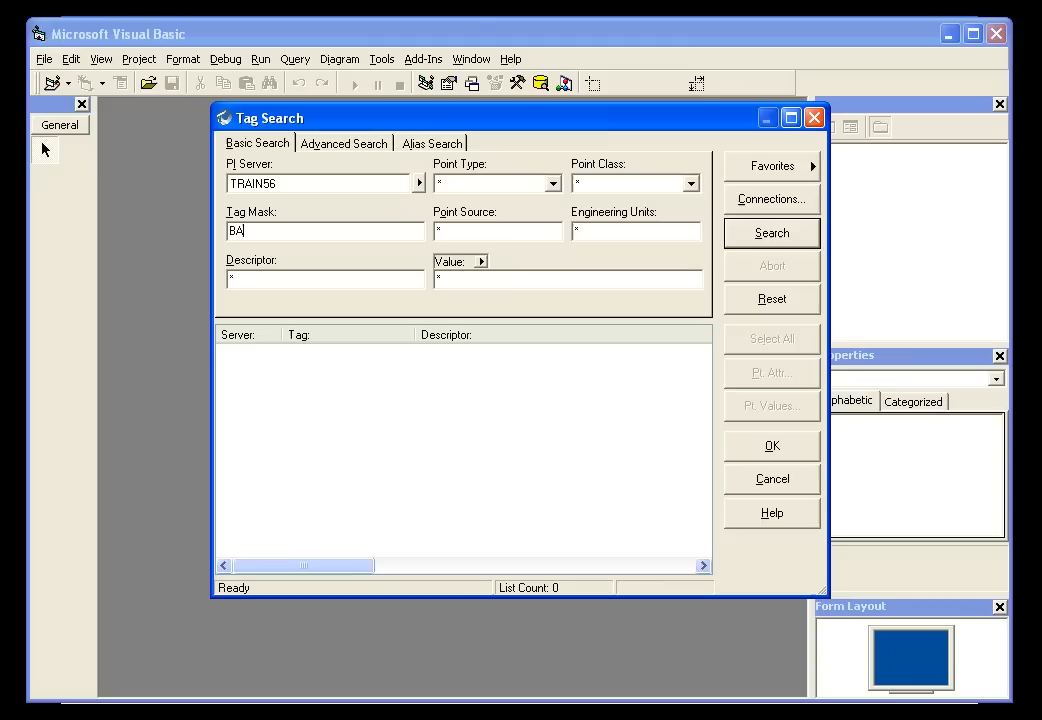 Microsoft Visual Basic
File Edit View Project Format Debug Run Query Diagram Tools Add-Ins Window Help
General
Tag Search
Basic Search Advanced Search Alias Search
PI Server: Point Type: Point Class:
TRAIN56 * *
Tag Mask: Point Source: Engineering Units:
BA * *
Descriptor: Value:
* *
Favorites
Connections...
Search
Abort
Reset
Select All
Pt. Attr...
Pt. Values...
OK
Cancel
Help
Server: Tag: Descriptor:
Ready List Count: 0
operties
phabetic Categorized
Form Layout